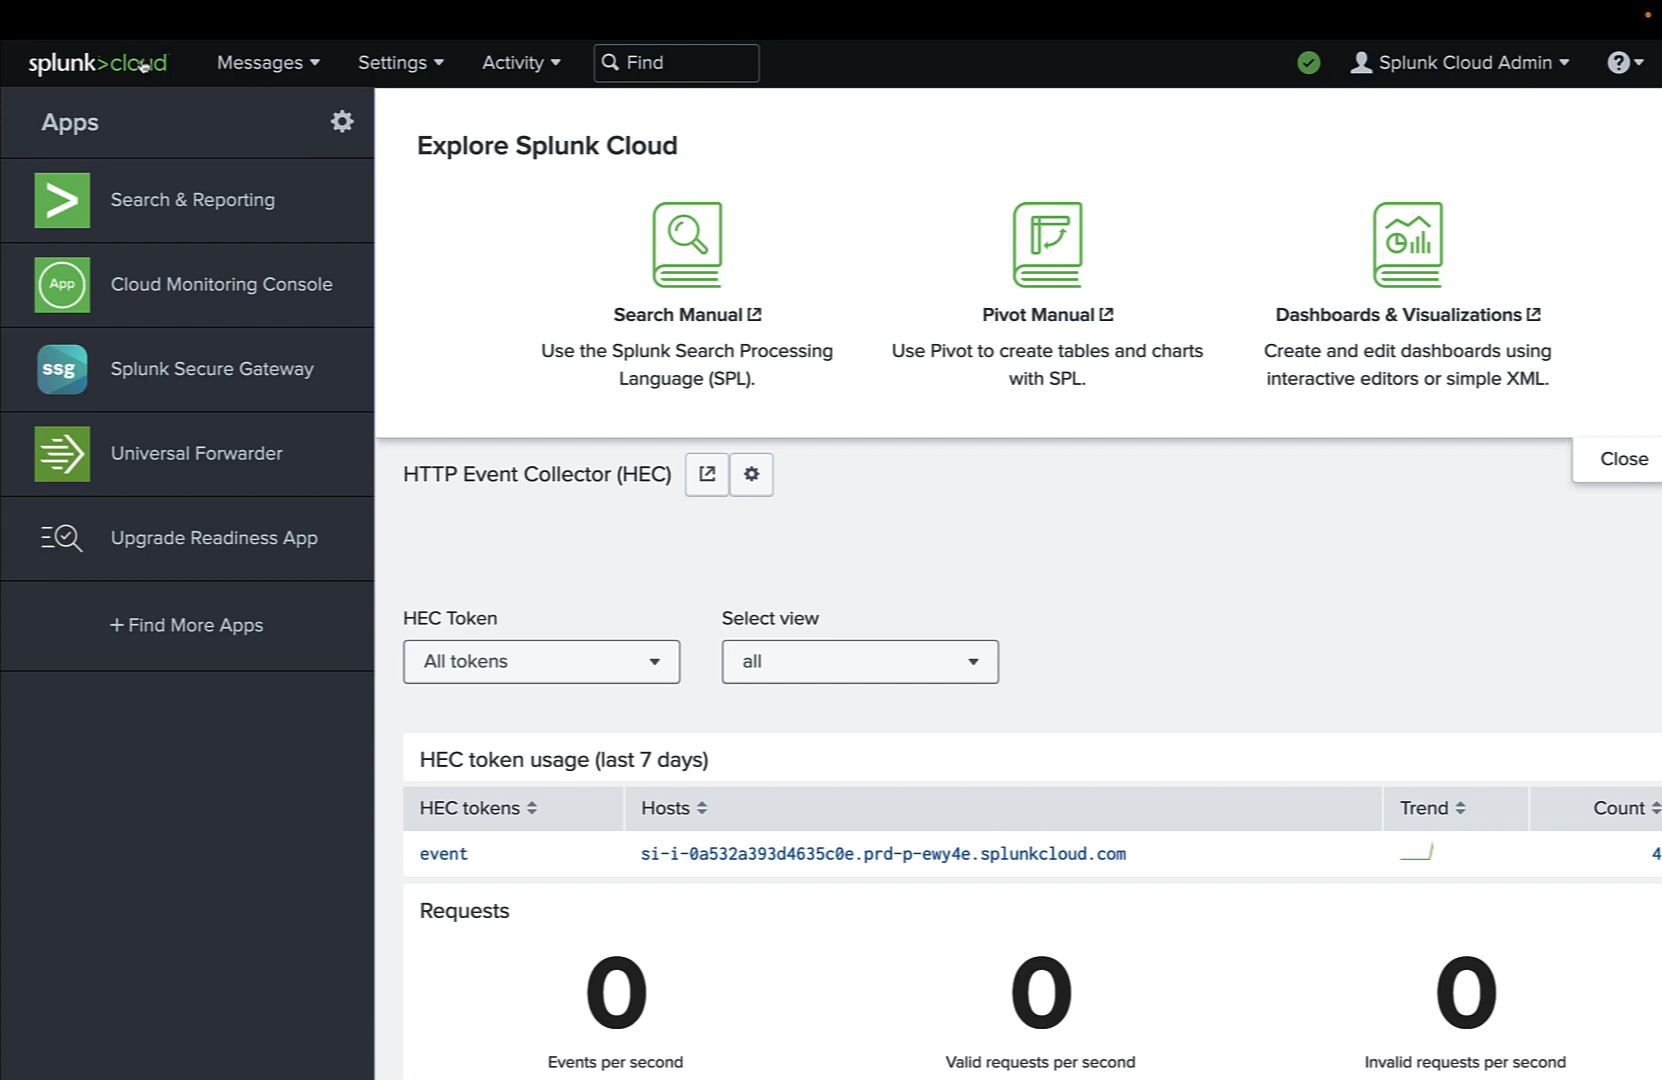 splunk>cloud
Messages
Settings
Activity
Find
Splunk Cloud Admin
?
Apps
Search & Reporting
App
Cloud Monitoring Console
ssg
Splunk Secure Gateway
Universal Forwarder
Upgrade Readiness App
+ Find More Apps
Explore Splunk Cloud
Search Manual
Use the Splunk Search Processing
Language (SPL).
Pivot Manual
Use Pivot to create tables and charts
with SPL.
Dashboards & Visualizations
Create and edit dashboards using
interactive editors or simple XML.
Close
HTTP Event Collector (HEC)
HEC Token
Select view
All tokens
all
HEC token usage (last 7 days)
HEC tokens
Hosts
Trend
Count
event
si-i-0a532a393d4635c0e.prd-p-ewy4e.splunkcloud.com
4
Requests
0
Events per second
0
Valid requests per second
0
Invalid requests per second